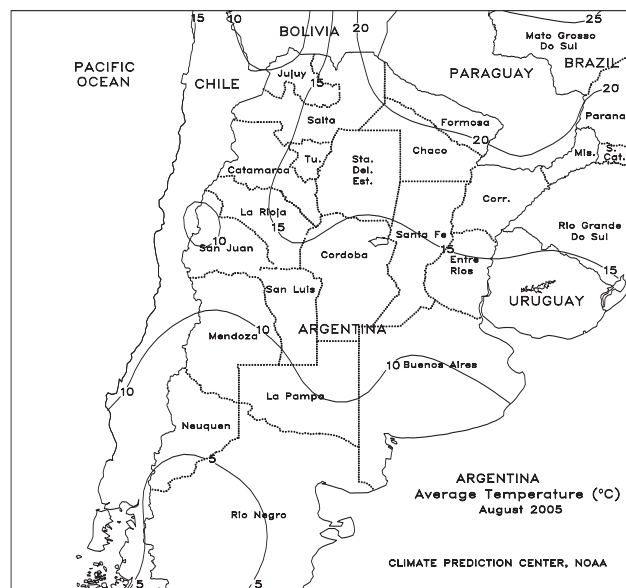 15
10
BOLIVIA
20
25
Mato Grosso
Do Sul
PACIFIC
OCEAN
CHILE
Jujuy
15
PARAGUAY
BRAZIL
20
Salta
Formosa
20
Parana
Catamarca
Tu.
Sta.
Del.
Est.
Chaco
Mis.
S.
Cat.
La Rioja
15
10
San Juan
Corr.
Cordoba
Santa Fe
15
Entre
Rios
Rio Grande
Do Sul
15
San Luis
URUGUAY
Mendoza
10
ARGENTINA
10
Buenos Aires
10
La Pampa
Neuquen
5
Rio Negro
ARGENTINA
Average Temperature (°C)
August 2005
CLIMATE PREDICTION CENTER, NOAA
5
5